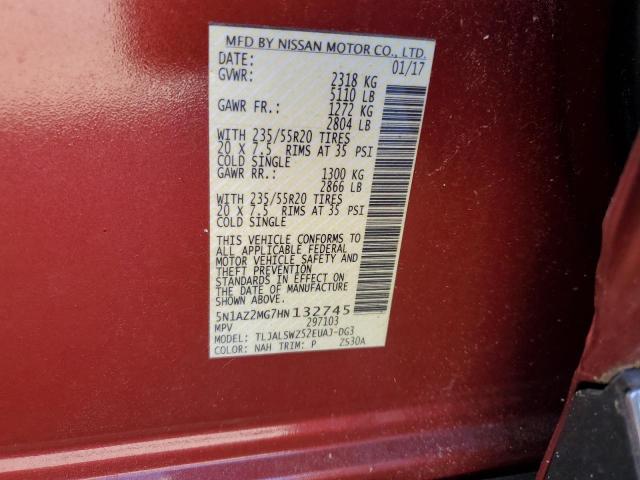 MFD BY NISSAN MOTOR CO., LTD.
DATE: 01/17
GVWR: 2318 KG
5110 LB
GAWR FR.: 1272 KG
2804 LB
WITH 235/55R20 TIRES
20 X 7.5 RIMS AT 35 PSI
COLD SINGLE
GAWR RR.: 1300 KG
2866 LB
WITH 235/55R20 TIRES
20 X 7.5 RIMS AT 35 PSI
COLD SINGLE
THIS VEHICLE CONFORMS TO
ALL APPLICABLE FEDERAL
MOTOR VEHICLE SAFETY AND
THEFT PREVENTION
STANDARDS IN EFFECT ON
THE DATE OF MANUFACTURE
SHOWN ABOVE.
5N1AZ2MG7HN132745
MPV 297103
MODEL: TLJALSWZ52EUAJ-DG3
COLOR: NAH TRIM: P Z530A